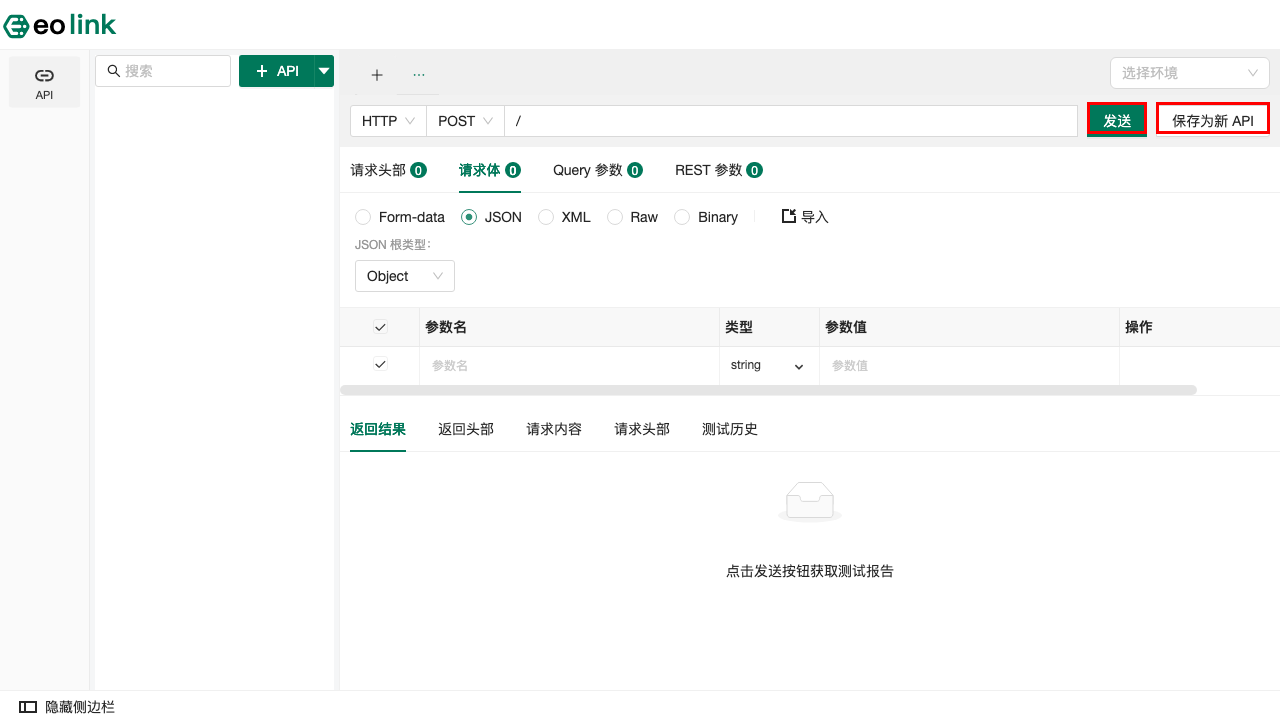 eolink
API
搜索
API
+
···
选择环境
HTTP POST /
发送
保存为新 API
请求头部 0 请求体 0 Query 参数 0 REST 参数 0
Form-data JSON XML Raw Binary 导入
JSON 根类型：
Object
参数名 类型 参数值 操作
参数名 string 参数值
返回结果 返回头部 请求内容 请求头部 测试历史
点击发送按钮获取测试报告
隐藏侧边栏